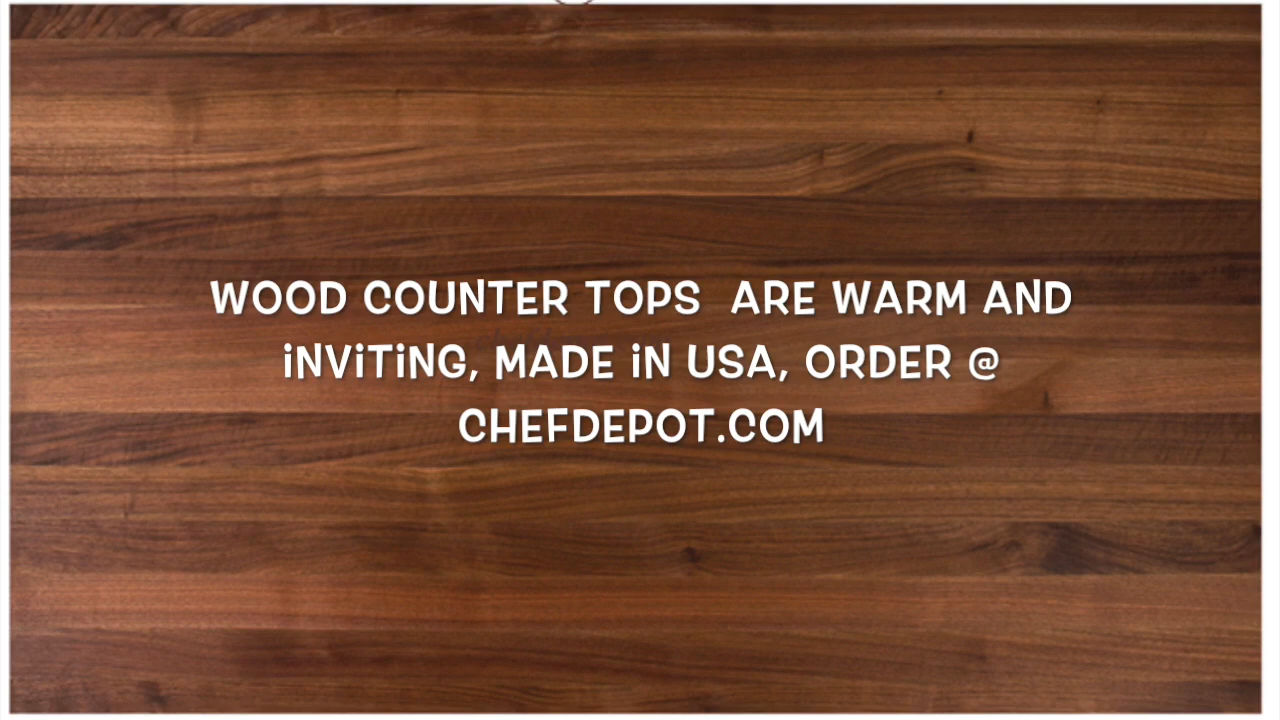 WOOD COUNTER TOPS  ARE WARM AND
iNViTiNG, MADE iN USA, ORDER @
CHEFDEPOT.COM